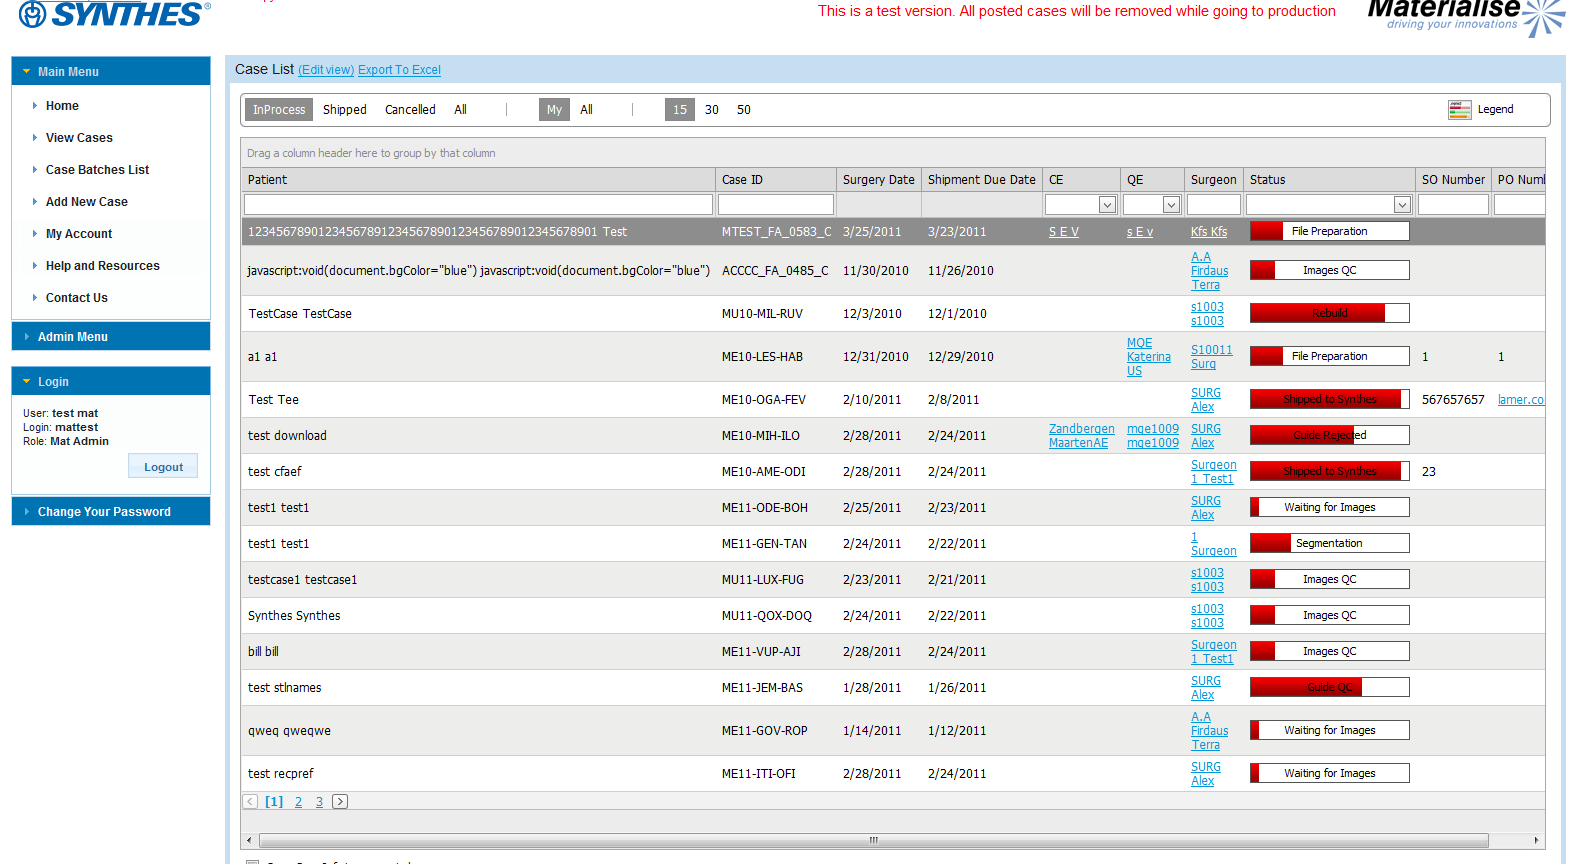 SYNTHES®
This is a test version. All posted cases will be removed while going to production
Materialise
driving your innovations
Main Menu
Home
View Cases
Case Batches List
Add New Case
My Account
Help and Resources
Contact Us
Admin Menu
Login
User: test mat
Login: mattest
Role: Mat Admin
Logout
Change Your Password
Case List (Edit view) Export To Excel
InProcess Shipped Cancelled All | My All | 15 30 50 Legend
Drag a column header here to group by that column
Patient Case ID Surgery Date Shipment Due Date CE QE Surgeon Status SO Number PO Num
12345678901234567891234567890123456789012345678901 Test MTEST_FA_0583_C 3/25/2011 3/23/2011 S E V s E v Kfs Kfs File Preparation
javascript:void(document.bgColor="blue") javascript:void(document.bgColor="blue") ACCCC_FA_0485_C 11/30/2010 11/26/2010 A.A Firdaus Terra Images QC
TestCase TestCase MU10-MIL-RUV 12/3/2010 12/1/2010 s1003 s1003 Rebuild
a1 a1 ME10-LES-HAB 12/31/2010 12/29/2010 MQE Katerina US S10011 Surg File Preparation 1 1
Test Tee ME10-OGA-FEV 2/10/2011 2/8/2011 SURG Alex Shipped to Synthes 567657657 lamer.co
test download ME10-MIH-ILO 2/28/2011 2/24/2011 Zandbergen MaartenAE mqe1009 mqe1009 SURG Alex Guide Rejected
test cfaef ME10-AME-ODI 2/28/2011 2/24/2011 Surgeon 1 Test1 Shipped to Synthes 23
test1 test1 ME11-ODE-BOH 2/25/2011 2/23/2011 SURG Alex Waiting for Images
test1 test1 ME11-GEN-TAN 2/24/2011 2/22/2011 1 Surgeon Segmentation
testcase1 testcase1 MU11-LUX-FUG 2/23/2011 2/21/2011 s1003 s1003 Images QC
Synthes Synthes MU11-QOX-DOQ 2/24/2011 2/22/2011 s1003 s1003 Images QC
bill bill ME11-VUP-AJI 2/28/2011 2/24/2011 Surgeon 1 Test1 Images QC
test stlnames ME11-JEM-BAS 1/28/2011 1/26/2011 SURG Alex Guide QC
qweq qweqwe ME11-GOV-ROP 1/14/2011 1/12/2011 A.A Firdaus Terra Waiting for Images
test recpref ME11-ITI-OFI 2/28/2011 2/24/2011 SURG Alex Waiting for Images
[1] 2 3